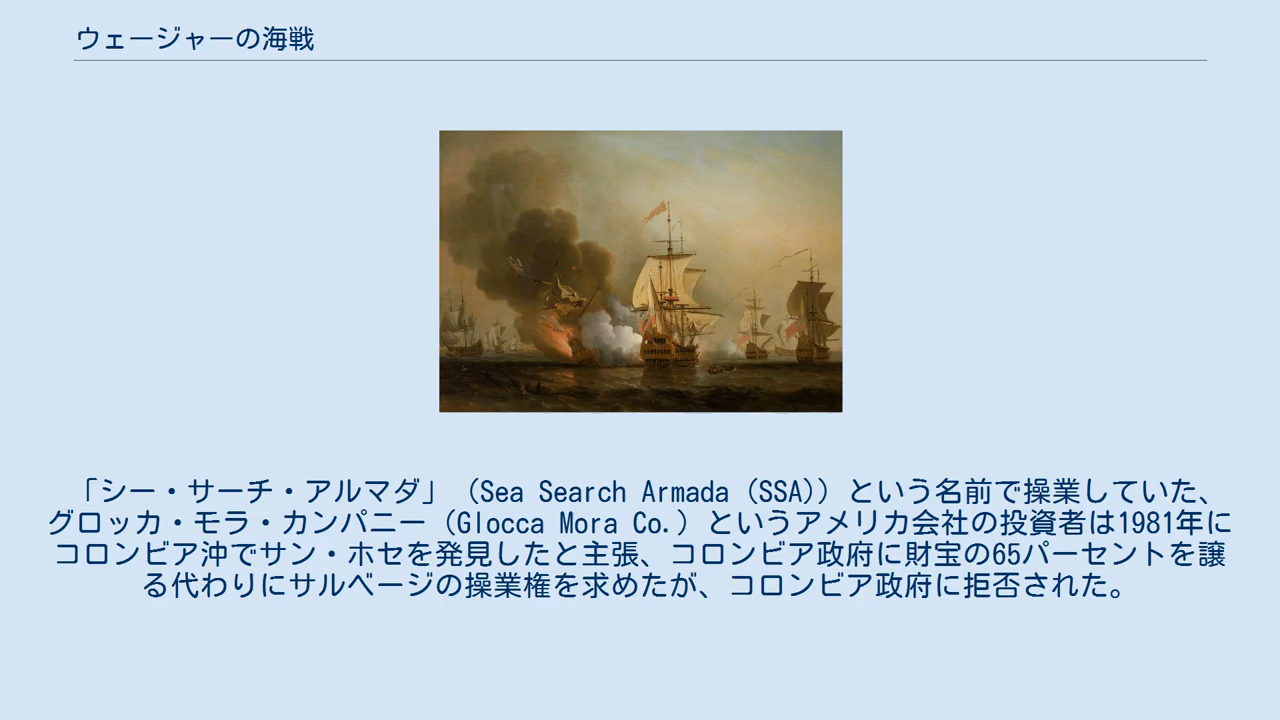 ウェージャーの海戦
「シー・サーチ・アルマダ」（Sea Search Armada (SSA)）という名前で操業していた、
グロッカ・モラ・カンパニー（Glocca Mora Co.）というアメリカ会社の投資者は1981年に
コロンビア沖でサン・ホセを発見したと主張、コロンビア政府に財宝の65パーセントを譲
る代わりにサルベージの操業権を求めたが、コロンビア政府に拒否された。